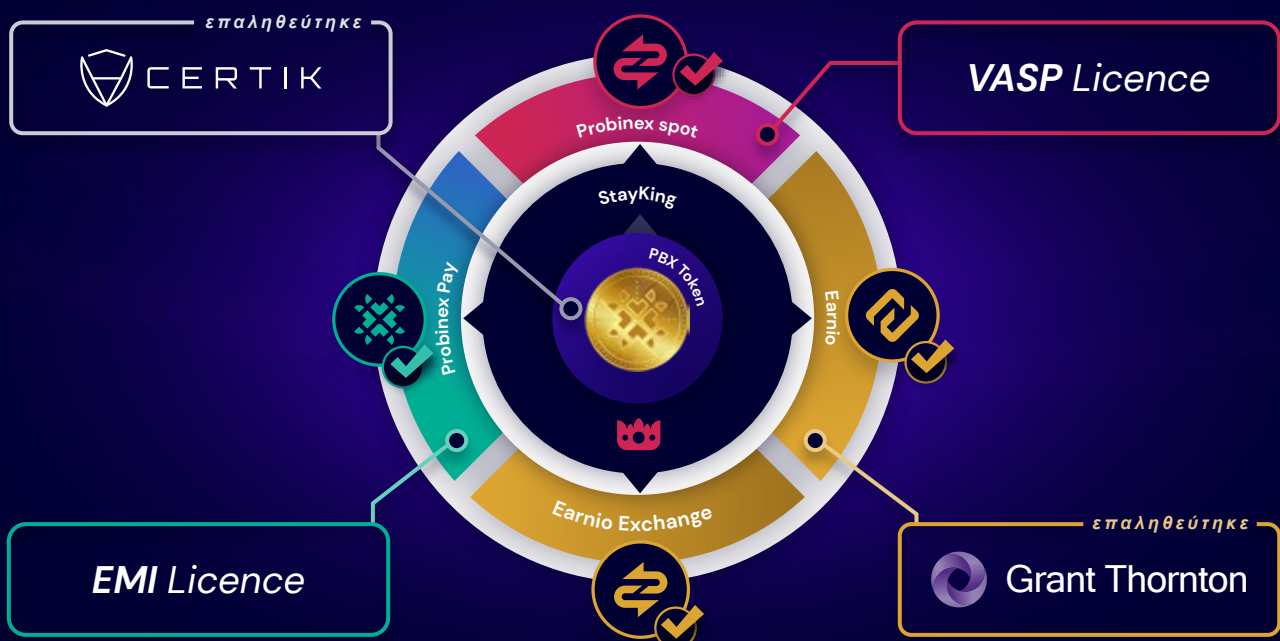 επαληθεύτηκε
CERTIK
VASP Licence
Probinex spot
StayKing
PBX Token
Probinex Pay
Earnio
Earnio Exchange
EMI Licence
επαληθεύτηκε
Grant Thornton